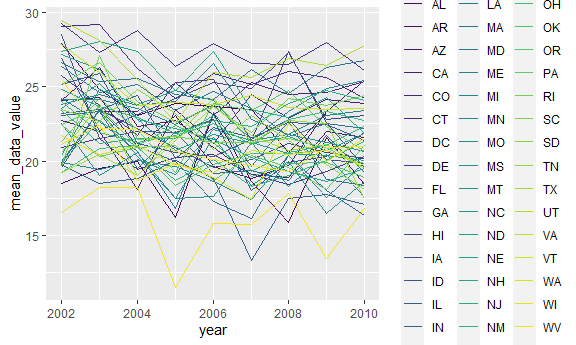 30
25
20
15
mean_data_value
2002
2004
2006
2008
2010
year
AL
AR
AZ
CA
CO
CT
DC
DE
FL
GA
HI
IA
ID
IL
IN
LA
MA
MD
ME
MI
MN
MO
MS
MT
NC
ND
NE
NH
NJ
NM
OH
OK
OR
PA
RI
SC
SD
TN
TX
UT
VA
VT
WA
WI
WV